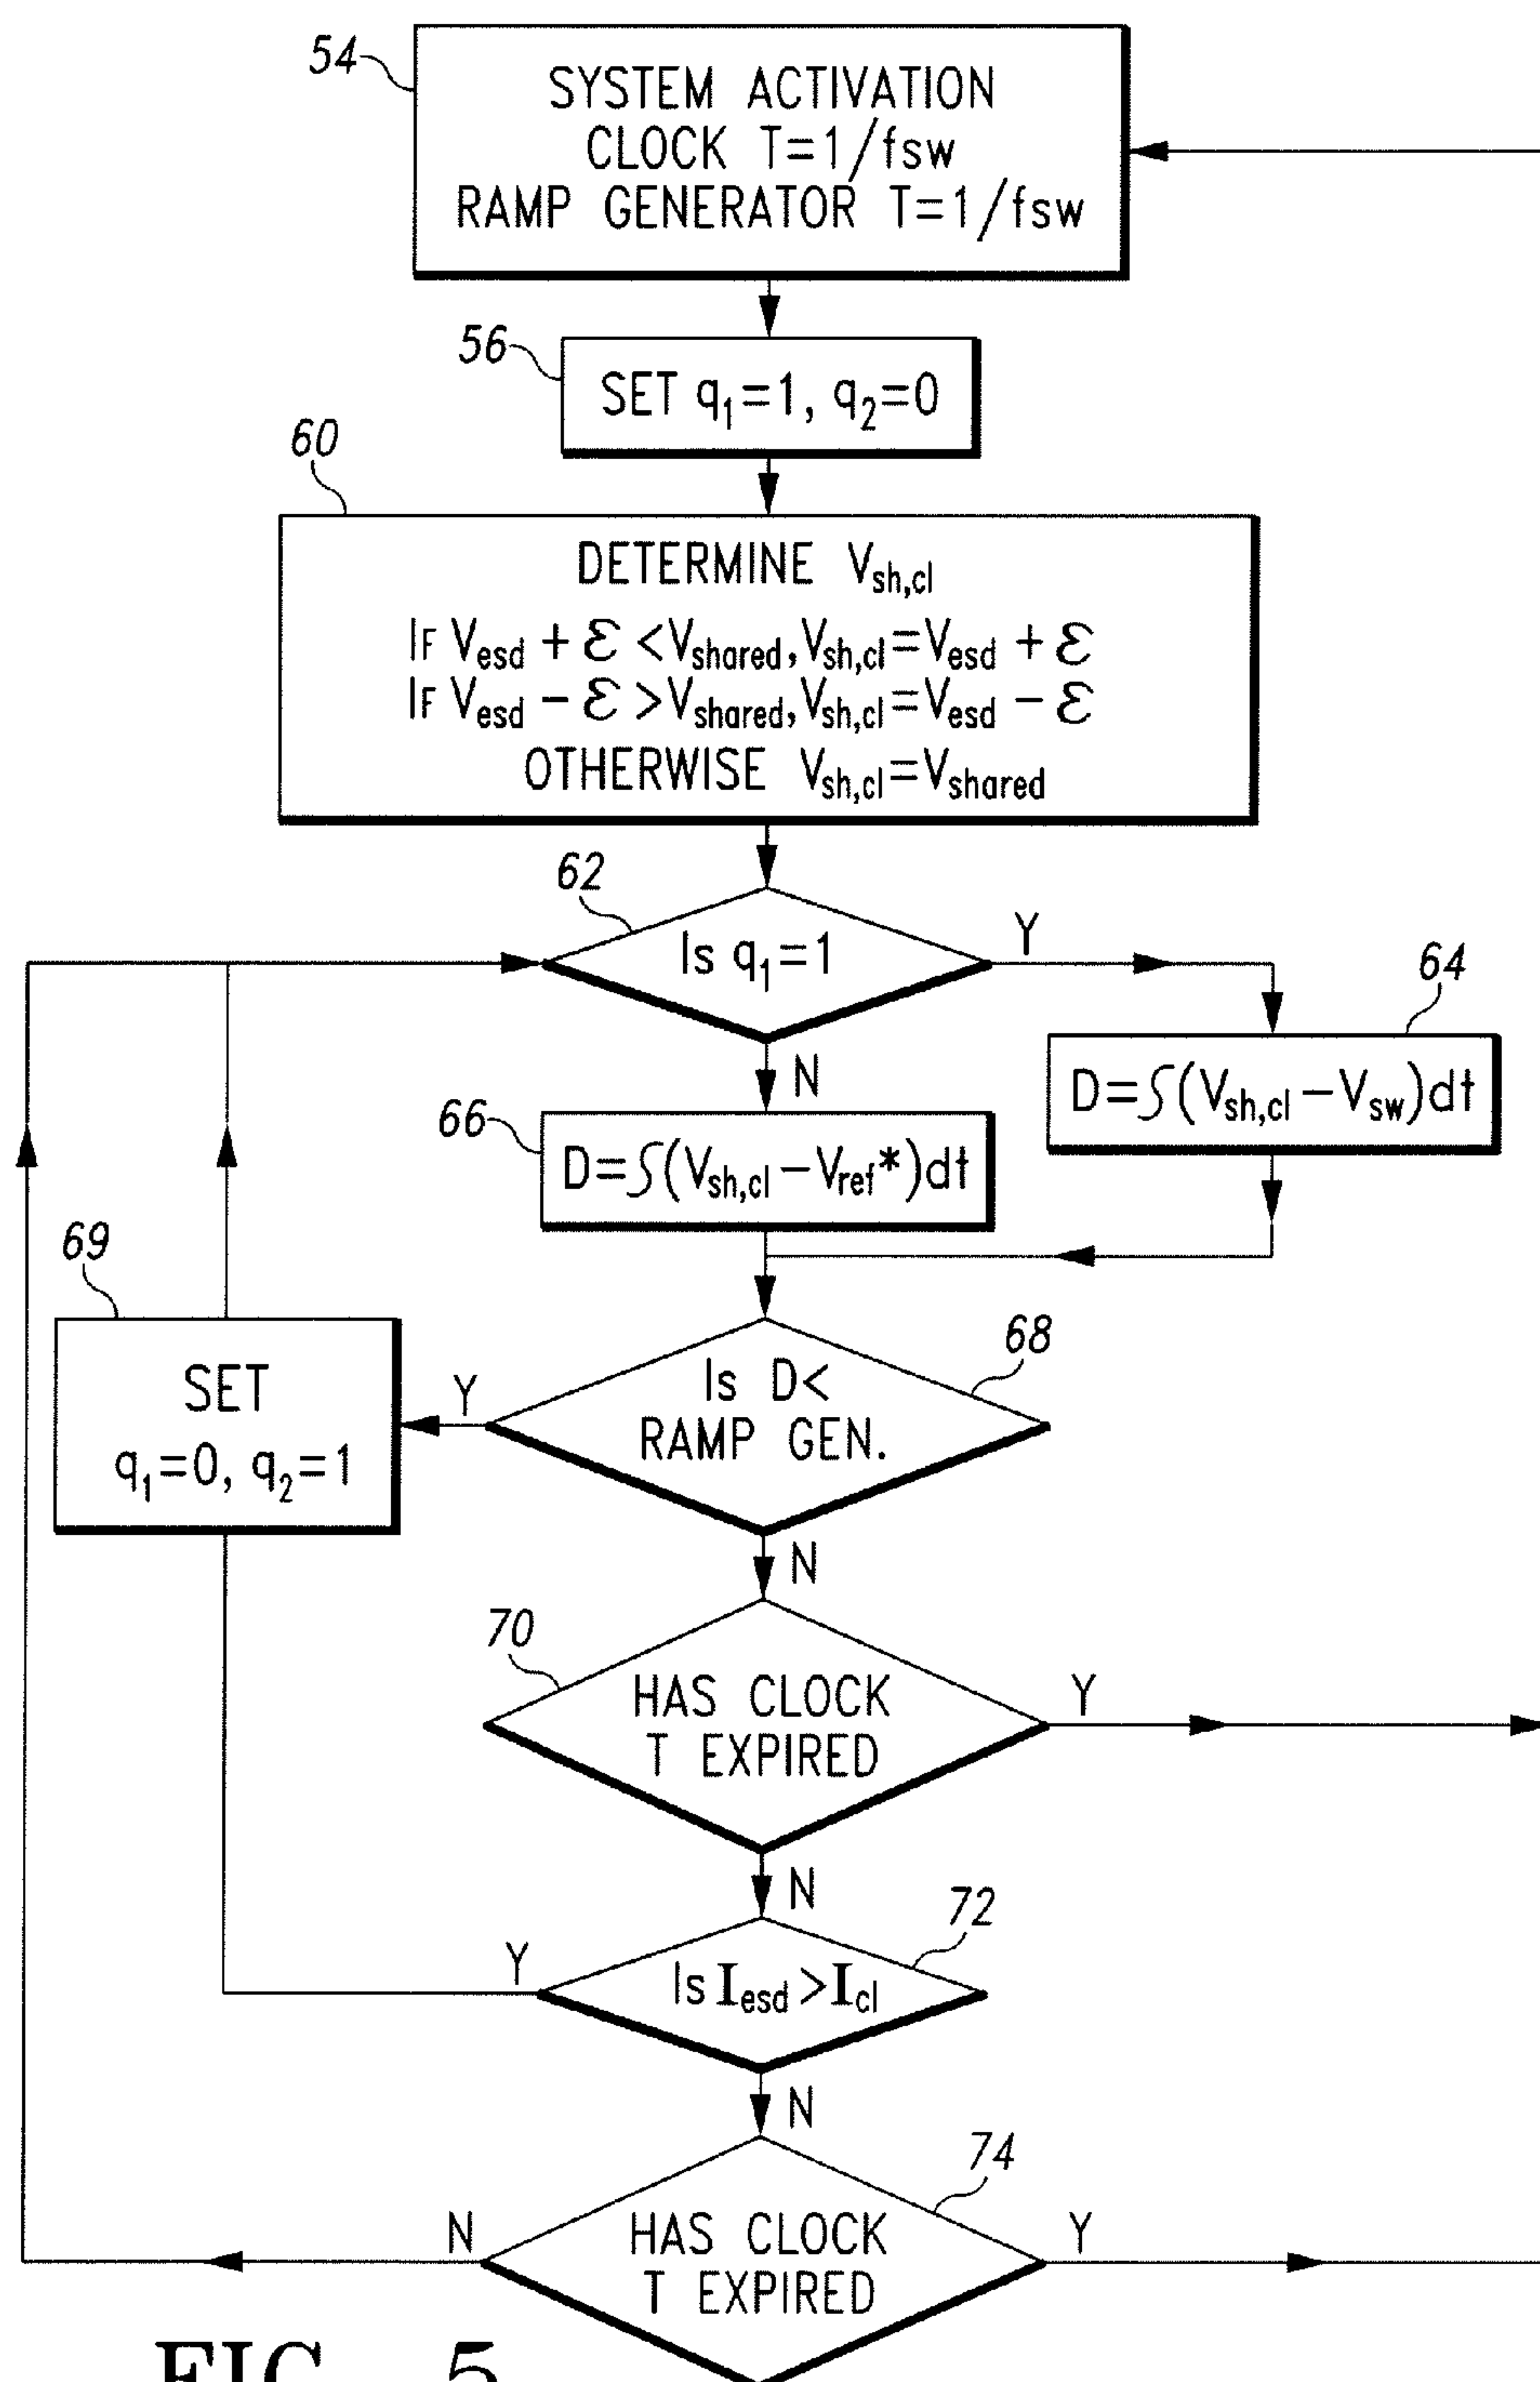 54
SYSTEM ACTIVATION
CLOCK T=1/fsw
RAMP GENERATOR T=1/fsw
56
SET q1=1, q2=0
60
DETERMINE Vsh,cl
IF Vesd + ℰ <Vshared, Vsh,cl=Vesd + ℰ
IF Vesd - ℰ >Vshared, Vsh,cl=Vesd - ℰ
OTHERWISE Vsh,cl=Vshared
62
Is q1=1
Y
64
D=∫(Vsh,cl-Vsw)dt
N
66
D=∫(Vsh,cl-Vref*)dt
69
SET
q1=0, q2=1
68
Is D<
RAMP GEN.
Y
N
70
HAS CLOCK
T EXPIRED
Y
N
72
Is Iesd>Icl
Y
N
74
HAS CLOCK
T EXPIRED
N
Y
FIG. 5